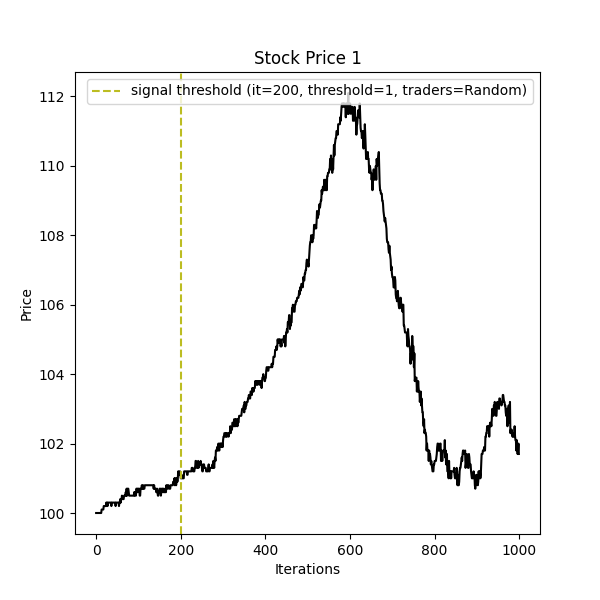 Stock Price 1
signal threshold (it=200, threshold=1, traders=Random)
112
110
108
106
104
102
100
Price
0 200 400 600 800 1000
Iterations